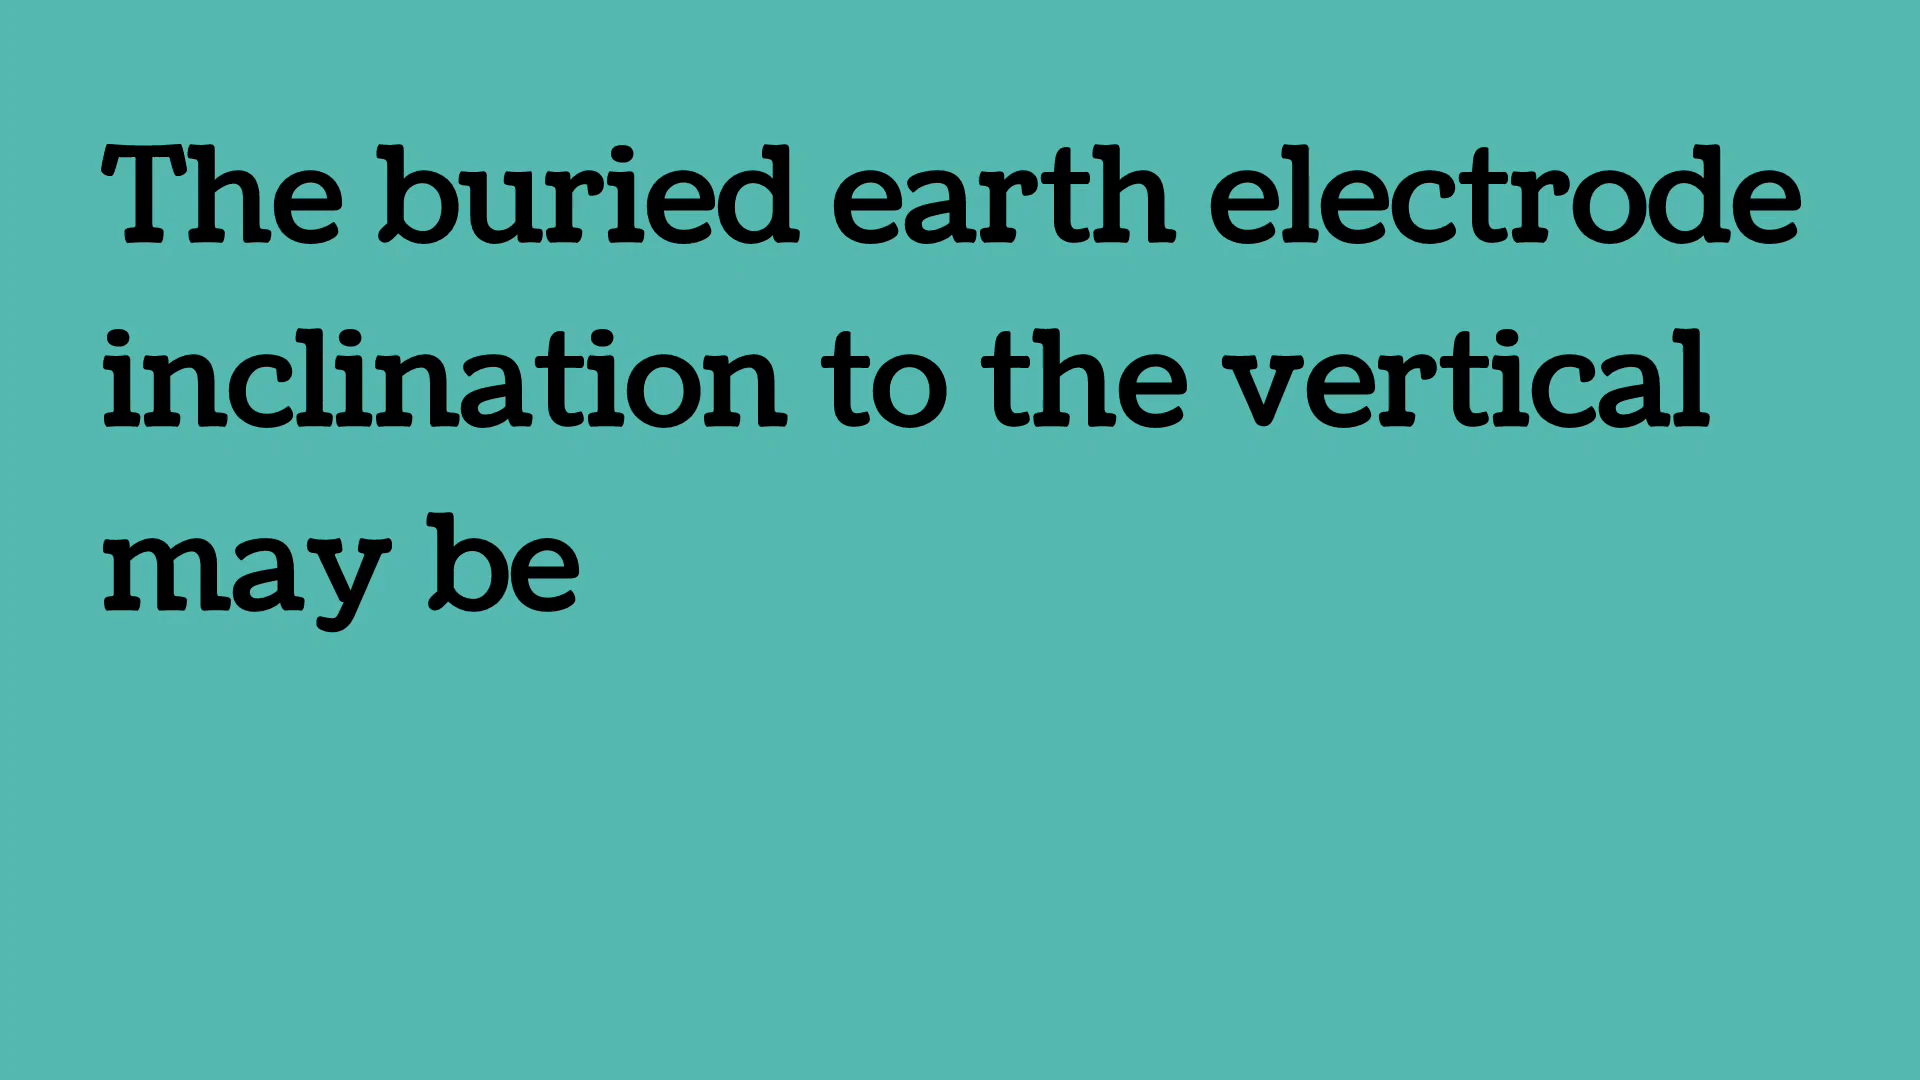 The buried earth electrode
inclination to the vertical
may be